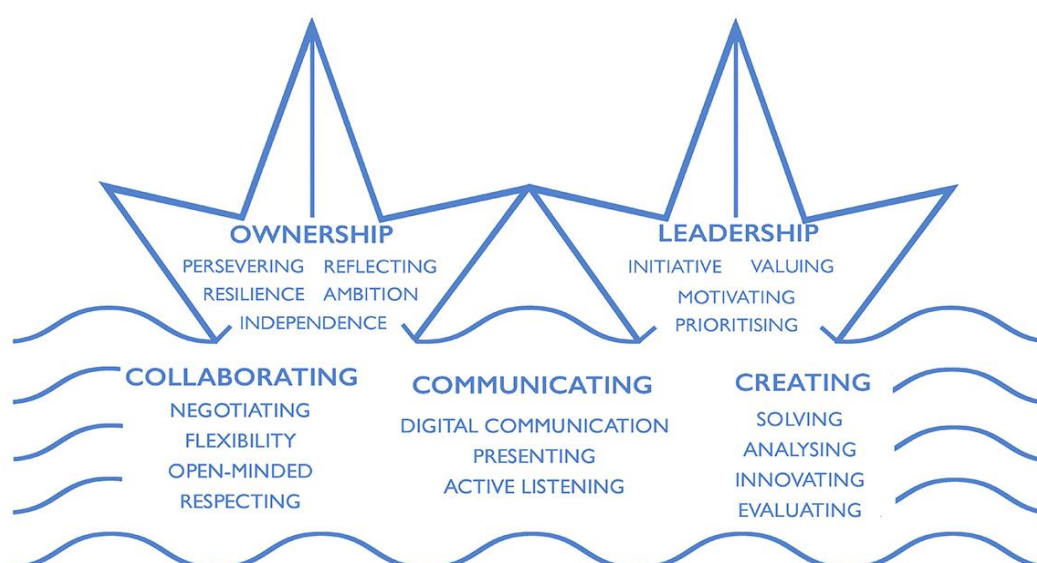 OWNERSHIP
PERSEVERING REFLECTING
RESILIENCE AMBITION
INDEPENDENCE
LEADERSHIP
INITIATIVE VALUING
MOTIVATING
PRIORITISING
COLLABORATING
NEGOTIATING
FLEXIBILITY
OPEN-MINDED
RESPECTING
COMMUNICATING
DIGITAL COMMUNICATION
PRESENTING
ACTIVE LISTENING
CREATING
SOLVING
ANALYSING
INNOVATING
EVALUATING